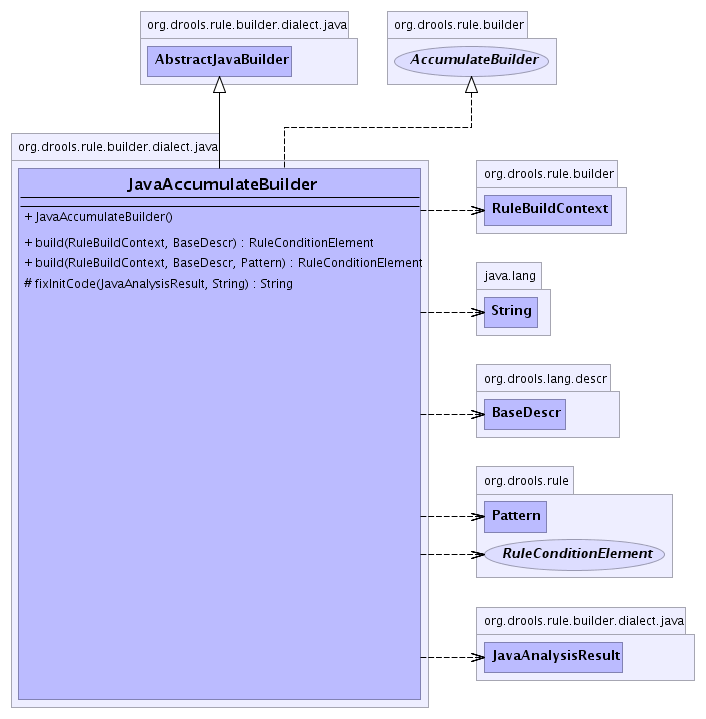 org.drools.rule.builder.dialect.java
AbstractJavaBuilder
org.drools.rule.builder
AccumulateBuilder
org.drools.rule.builder.dialect.java
JavaAccumulateBuilder
+ JavaAccumulateBuilder()
+ build(RuleBuildContext, BaseDescr) : RuleConditionElement
+ build(RuleBuildContext, BaseDescr, Pattern) : RuleConditionElement
# fixInitCode(JavaAnalysisResult, String) : String
org.drools.rule.builder
RuleBuildContext
java.lang
String
org.drools.lang.descr
BaseDescr
org.drools.rule
Pattern
RuleConditionElement
org.drools.rule.builder.dialect.java
JavaAnalysisResult